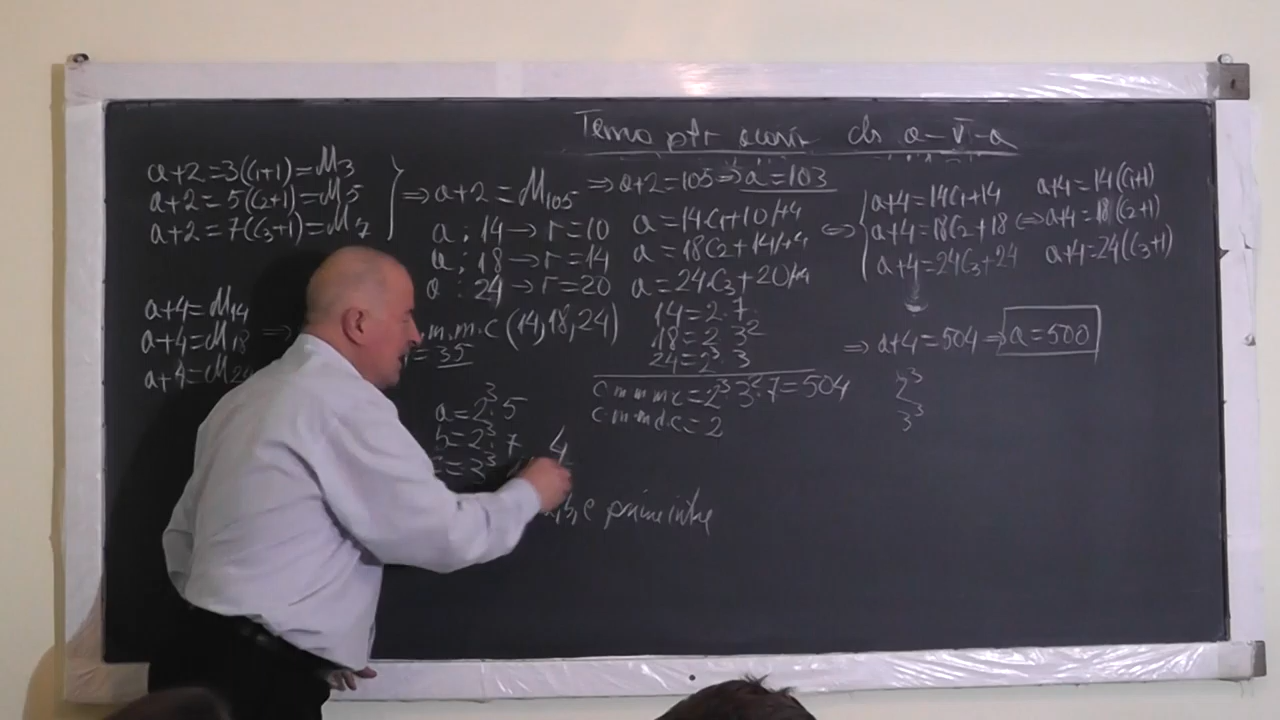 Tema ptr acasă cls a-VI-a
a+2=3(c₁+1)=M₃
a+2=5(c₂+1)=M₅
a+2=7(c₃+1)=M₇
⇒a+2=M₁₀₅ ⇒a+2=105⇒a=103
a:14→r=10 a=14c₁+10/+4
a:18→r=14 a=18c₂+14/+4
a:24→r=20 a=24c₃+20/+4
⇔ a+4=14c₁+14
a+4=18c₂+18
a+4=24c₃+24
a+4=14(c₁+1)
⇔a+4=18(c₂+1)
a+4=24(c₃+1)
a+4=M₁₄
a+4=M₁₈ ⇒
a+4=M₂₄
.m.m.c(14,18,24)
=35
14=2·7
18=2·3²
24=2³·3
c.m.m.m.c=2³·3²·7=504
c.m.m.d.c=2
⇒a+4=504⇒a=500
2³
3³
a=2³·5
b=2³·7
=3³
4
b,c prime între